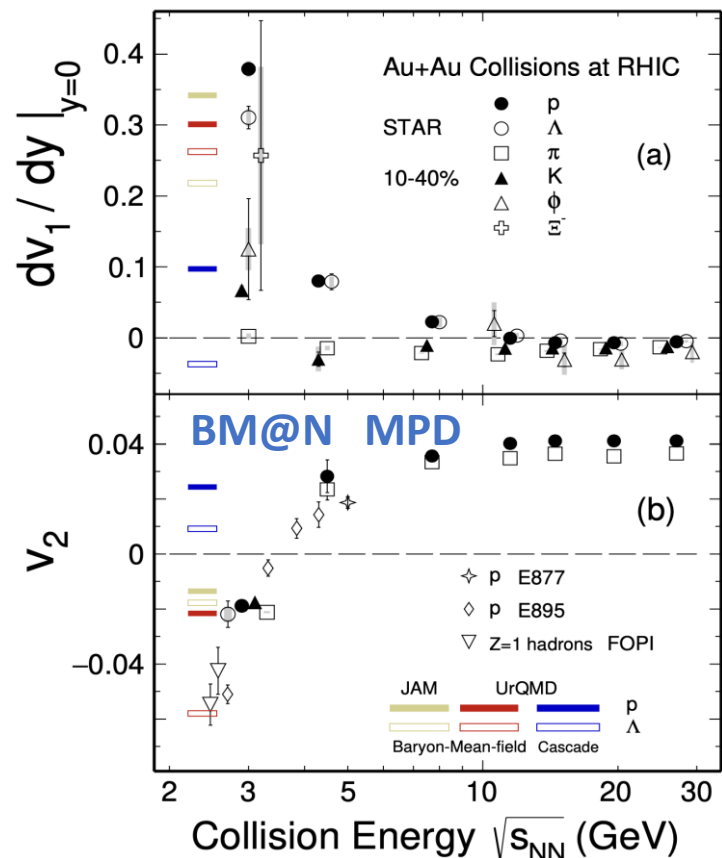 dv₁ / dy |y=0
0.4
0.3
0.2
0.1
0
Au+Au Collisions at RHIC
STAR
10-40%
p
Λ
π
K
ϕ
Ξ⁻
(a)
v₂
0.04
0
−0.04
BM@N MPD
(b)
p E877
p E895
Z=1 hadrons FOPI
JAM UrQMD
p
Λ
Baryon-Mean-field Cascade
2 3 4 5 10 20 30
Collision Energy √sNN (GeV)